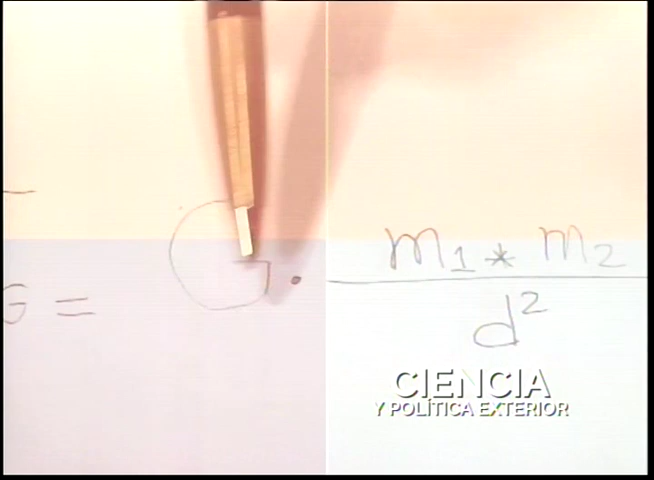 G = G · m₁ * m₂
d²
CIENCIA
Y POLÍTICA EXTERIOR